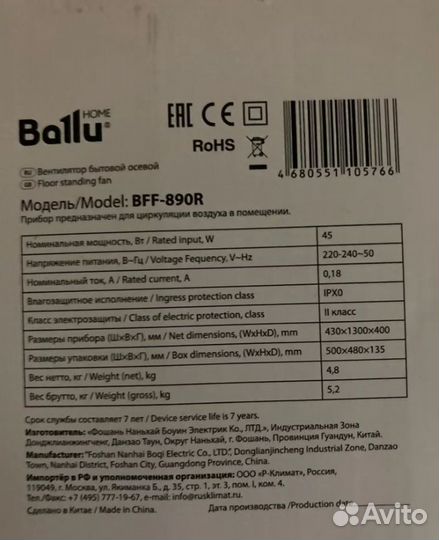 Ballu® HOME
EAC CE
RoHS
4 680551 105766
RU Вентилятор бытовой осевой
GB Floor standing fan
Модель/Model: BFF-890R
Прибор предназначен для циркуляции воздуха в помещении.
Номинальная мощность, Вт / Rated input, W 45
Напряжение питания, В~Гц / Voltage Fequency, V~Hz 220-240~50
Номинальный ток, А / Rated current, A 0,18
Влагозащитное исполнение / Ingress protection class IPX0
Класс электрозащиты / Class of electric protection, class II класс
Размеры прибора (Ш×В×Г), мм / Net dimensions, (WxHxD), mm 430×1300×400
Размеры упаковки (Ш×В×Г), мм / Box dimensions, (WxHxD), mm 500×480×135
Вес нетто, кг / Weight (net), kg 4,8
Вес брутто, кг / Weight (gross), kg 5,2
Срок службы составляет 7 лет / Device service life is 7 years.
Изготовитель: «Фошань Наньхай Боуин Электрик Ко., ЛТД.», Индустриальная Зона
Донджлианжингченг, Данзао Таун, Округ Наньхай, г. Фошань, Провинция Гуандун, Китай.
Manufacturer: "Foshan Nanhai Boqi Electric Co. LTD.", Donglianjincheng Industrial Zone, Danzao
Town, Nanhai District, Foshan City, Guangdong Province, China.
Импортёр в РФ и уполномоченная организация: ООО «Р-Климат», Россия,
119049, г. Москва, ул. Якиманка Б., д. 35, стр. 1, эт. 3, пом. I, ком. 4.
Тел./Факс: +7 (495) 777-19-67, e-mail: info@rusklimat.ru
Сделано в Китае / Made in China Дата производства /Production date:
Avito